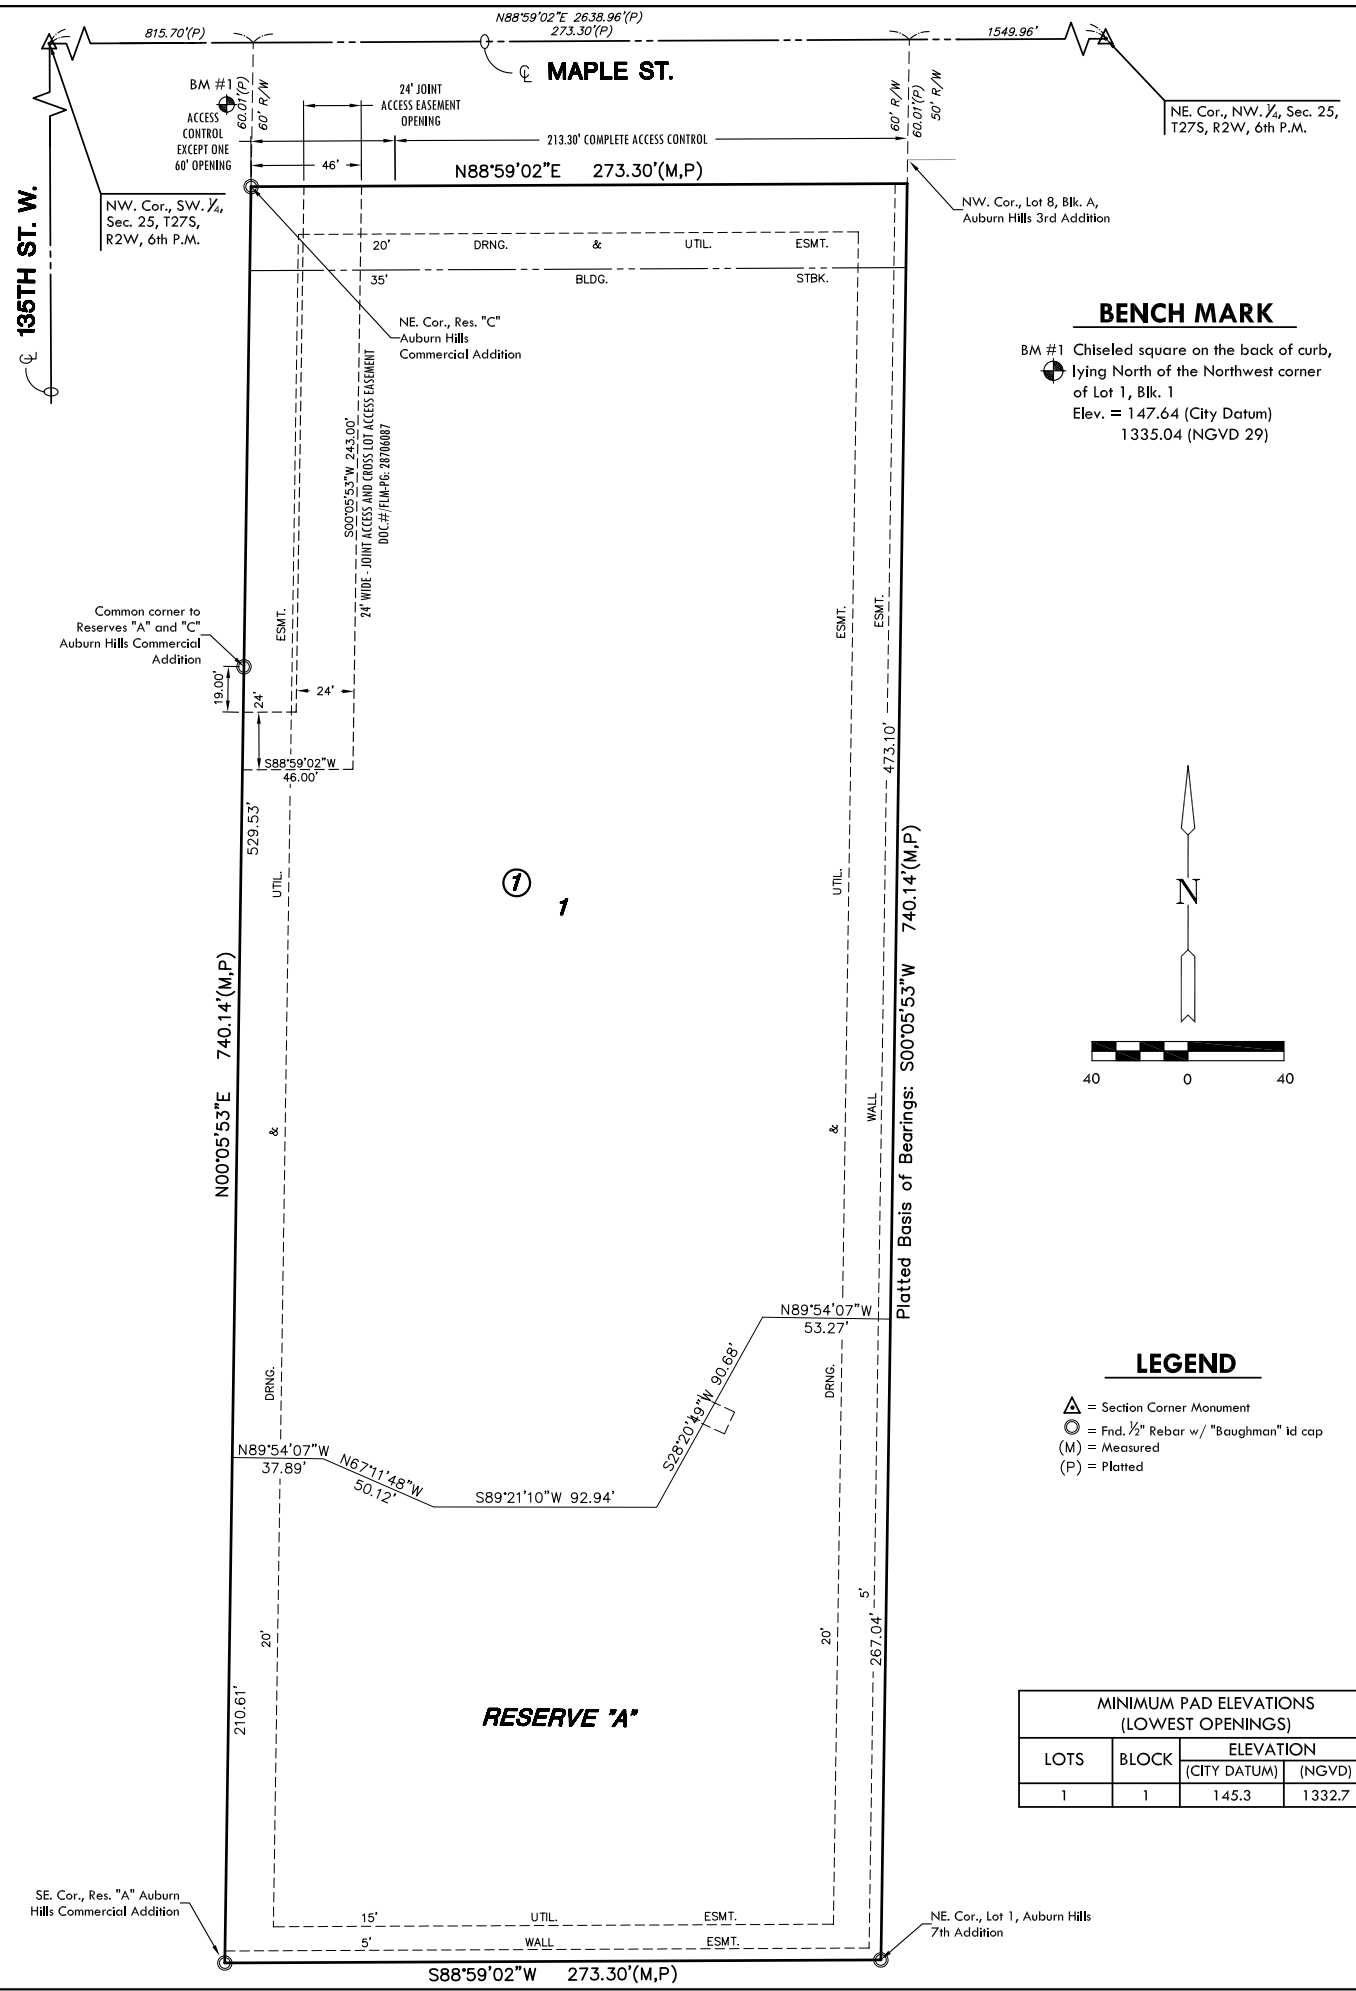 N88°59'02"E 2638.96'(P)
815.70'(P)
273.30'(P)
1549.96'
℄ MAPLE ST.
BM #1
60.01'(P)
60' R/W
24' JOINT
ACCESS EASEMENT
OPENING
60' R/W
60.01'(P)
50' R/W
NE. Cor., NW. ¼, Sec. 25,
T27S, R2W, 6th P.M.
ACCESS
CONTROL
EXCEPT ONE
60' OPENING
213.30' COMPLETE ACCESS CONTROL
46'
N88°59'02"E 273.30'(M,P)
NW. Cor., SW. ¼,
Sec. 25, T27S,
R2W, 6th P.M.
℄ 135TH ST. W.
NW. Cor., Lot 8, Blk. A,
Auburn Hills 3rd Addition
20' DRNG. & UTIL. ESMT.
35' BLDG. STBK.
NE. Cor., Res. "C"
Auburn Hills
Commercial Addition
BENCH MARK
BM #1 Chiseled square on the back of curb,
lying North of the Northwest corner
of Lot 1, Blk. 1
Elev. = 147.64 (City Datum)
1335.04 (NGVD 29)
S00°05'53"W 243.00'
24' WIDE - JOINT ACCESS AND CROSS LOT ACCESS EASEMENT
DOC.#/FLM-PG: 28706087
Common corner to
Reserves "A" and "C"
Auburn Hills Commercial
Addition
19.00'
24'
24'
S88°59'02"W
46.00'
529.53'
473.10'
20' DRNG. & UTIL. ESMT.
20' DRNG. & UTIL. ESMT.
5' WALL ESMT.
1
1
N00°05'53"E 740.14'(M,P)
Platted Basis of Bearings: S00°05'53"W 740.14'(M,P)
N
40 0 40
N89°54'07"W
53.27'
S28°20'49"W 90.68'
N89°54'07"W
37.89'
N67°11'48"W
50.12'
S89°21'10"W 92.94'
LEGEND
= Section Corner Monument
= Fnd. ½" Rebar w/ "Baughman" id cap
(M) = Measured
(P) = Platted
267.04'
210.61'
RESERVE "A"
MINIMUM PAD ELEVATIONS
(LOWEST OPENINGS)
LOTS BLOCK ELEVATION
(CITY DATUM) (NGVD)
1 1 145.3 1332.7
SE. Cor., Res. "A" Auburn
Hills Commercial Addition
15' UTIL. ESMT.
5' WALL ESMT.
NE. Cor., Lot 1, Auburn Hills
7th Addition
S88°59'02"W 273.30'(M,P)